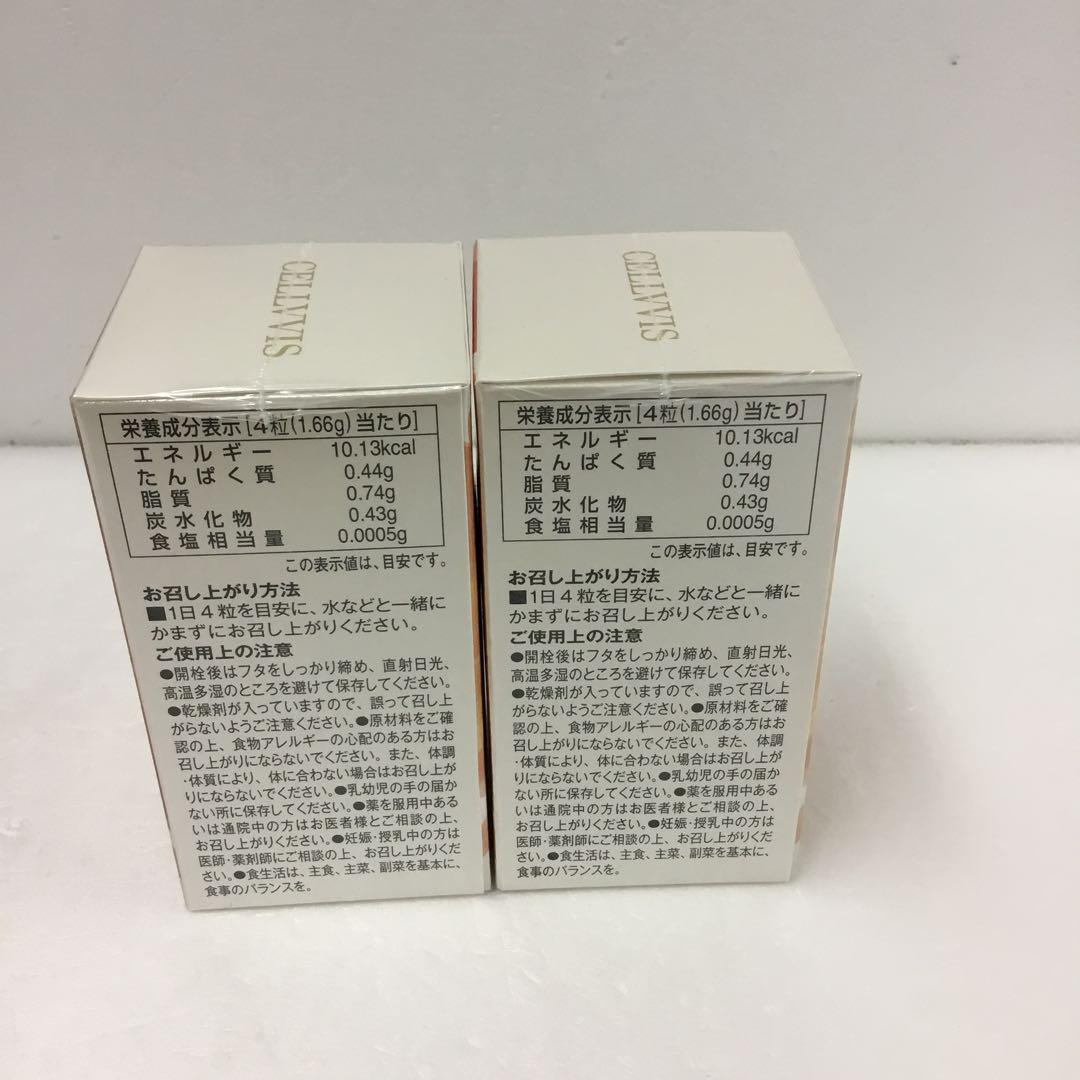 CELLVVIS
栄養成分表示[4粒(1.66g)当たり]
エネルギー 10.13kcal
たんぱく質 0.44g
脂質 0.74g
炭水化物 0.43g
食塩相当量 0.0005g
この表示値は、目安です。
お召し上がり方法
■1日4粒を目安に、水などと一緒に
かまずにお召し上がりください。
ご使用上の注意
●開栓後はフタをしっかり締め、直射日光、
高温多湿のところを避けて保存してください。
●乾燥剤が入っていますので、誤って召し上
がらないようご注意ください。●原材料をご確
認の上、食物アレルギーの心配のある方はお
召し上がりにならないでください。また、体調
・体質により、体に合わない場合はお召し上が
りにならないでください。●乳幼児の手の届か
ない所に保存してください。●薬を服用中ある
いは通院中の方はお医者様とご相談の上、
お召し上がりください。●妊娠・授乳中の方は
医師・薬剤師にご相談の上、お召し上がりくだ
さい。●食生活は、主食、主菜、副菜を基本に、
食事のバランスを。
CELLVVIS
栄養成分表示[4粒(1.66g)当たり]
エネルギー 10.13kcal
たんぱく質 0.44g
脂質 0.74g
炭水化物 0.43g
食塩相当量 0.0005g
この表示値は、目安です。
お召し上がり方法
■1日4粒を目安に、水などと一緒に
かまずにお召し上がりください。
ご使用上の注意
●開栓後はフタをしっかり締め、直射日光、
高温多湿のところを避けて保存してください。
●乾燥剤が入っていますので、誤って召し上
がらないようご注意ください。●原材料をご確
認の上、食物アレルギーの心配のある方はお
召し上がりにならないでください。また、体調
・体質により、体に合わない場合はお召し上が
りにならないでください。●乳幼児の手の届か
ない所に保存してください。●薬を服用中ある
いは通院中の方はお医者様とご相談の上、
お召し上がりください。●妊娠・授乳中の方は
医師・薬剤師にご相談の上、お召し上がりくだ
さい。●食生活は、主食、主菜、副菜を基本に、
食事のバランスを。